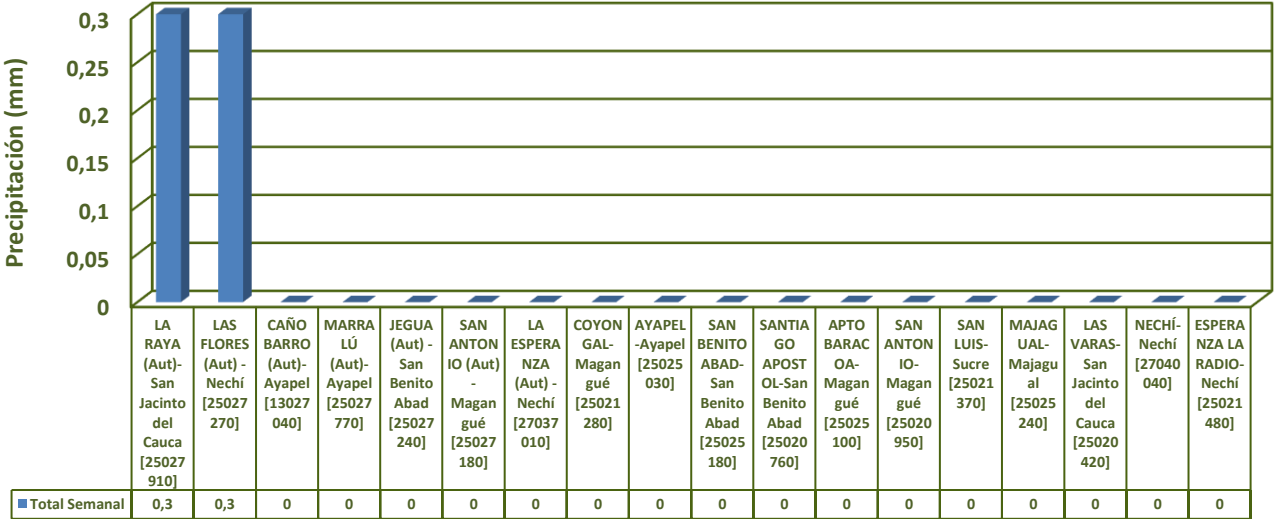 Precipitación (mm)
0,3
0,25
0,2
0,15
0,1
0,05
0
LA
RAYA
(Aut)-
San
Jacinto
del
Cauca
[25027
910]
LAS
FLORES
(Aut) -
Nechí
[25027
270]
CAÑO
BARRO
(Aut)-
Ayapel
[13027
040]
MARRA
LÚ
(Aut)-
Ayapel
[25027
770]
JEGUA
(Aut) -
San
Benito
Abad
[25027
240]
SAN
ANTON
IO (Aut)
-
Magan
gué
[25027
180]
LA
ESPERA
NZA
(Aut) -
Nechí
[27037
010]
COYON
GAL-
Magan
gué
[25021
280]
AYAPEL
-Ayapel
[25025
030]
SAN
BENITO
ABAD-
San
Benito
Abad
[25025
180]
SANTIA
GO
APOST
OL-San
Benito
Abad
[25020
760]
APTO
BARAC
OA-
Magan
gué
[25025
100]
SAN
ANTON
IO-
Magan
gué
[25020
950]
SAN
LUIS-
Sucre
[25021
370]
MAJAG
UAL-
Majagu
al
[25025
240]
LAS
VARAS-
San
Jacinto
del
Cauca
[25020
420]
NECHÍ-
Nechí
[27040
040]
ESPERA
NZA LA
RADIO-
Nechí
[25021
480]
Total Semanal 0,3 0,3 0 0 0 0 0 0 0 0 0 0 0 0 0 0 0 0